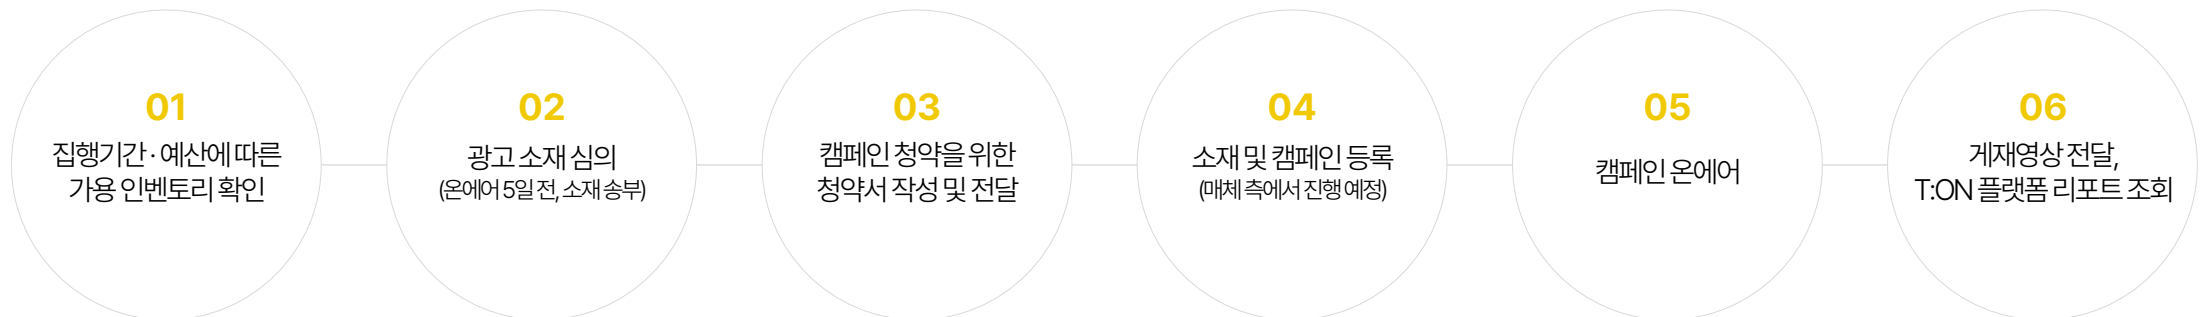 01
집행기간 · 예산에 따른
가용 인벤토리 확인
02
광고 소재 심의
(온에어 5일 전, 소재 송부)
03
캠페인 청약을 위한
청약서 작성 및 전달
04
소재 및 캠페인 등록
(매체 측에서 진행 예정)
05
캠페인 온에어
06
게재영상 전달,
T:ON 플랫폼 리포트 조회